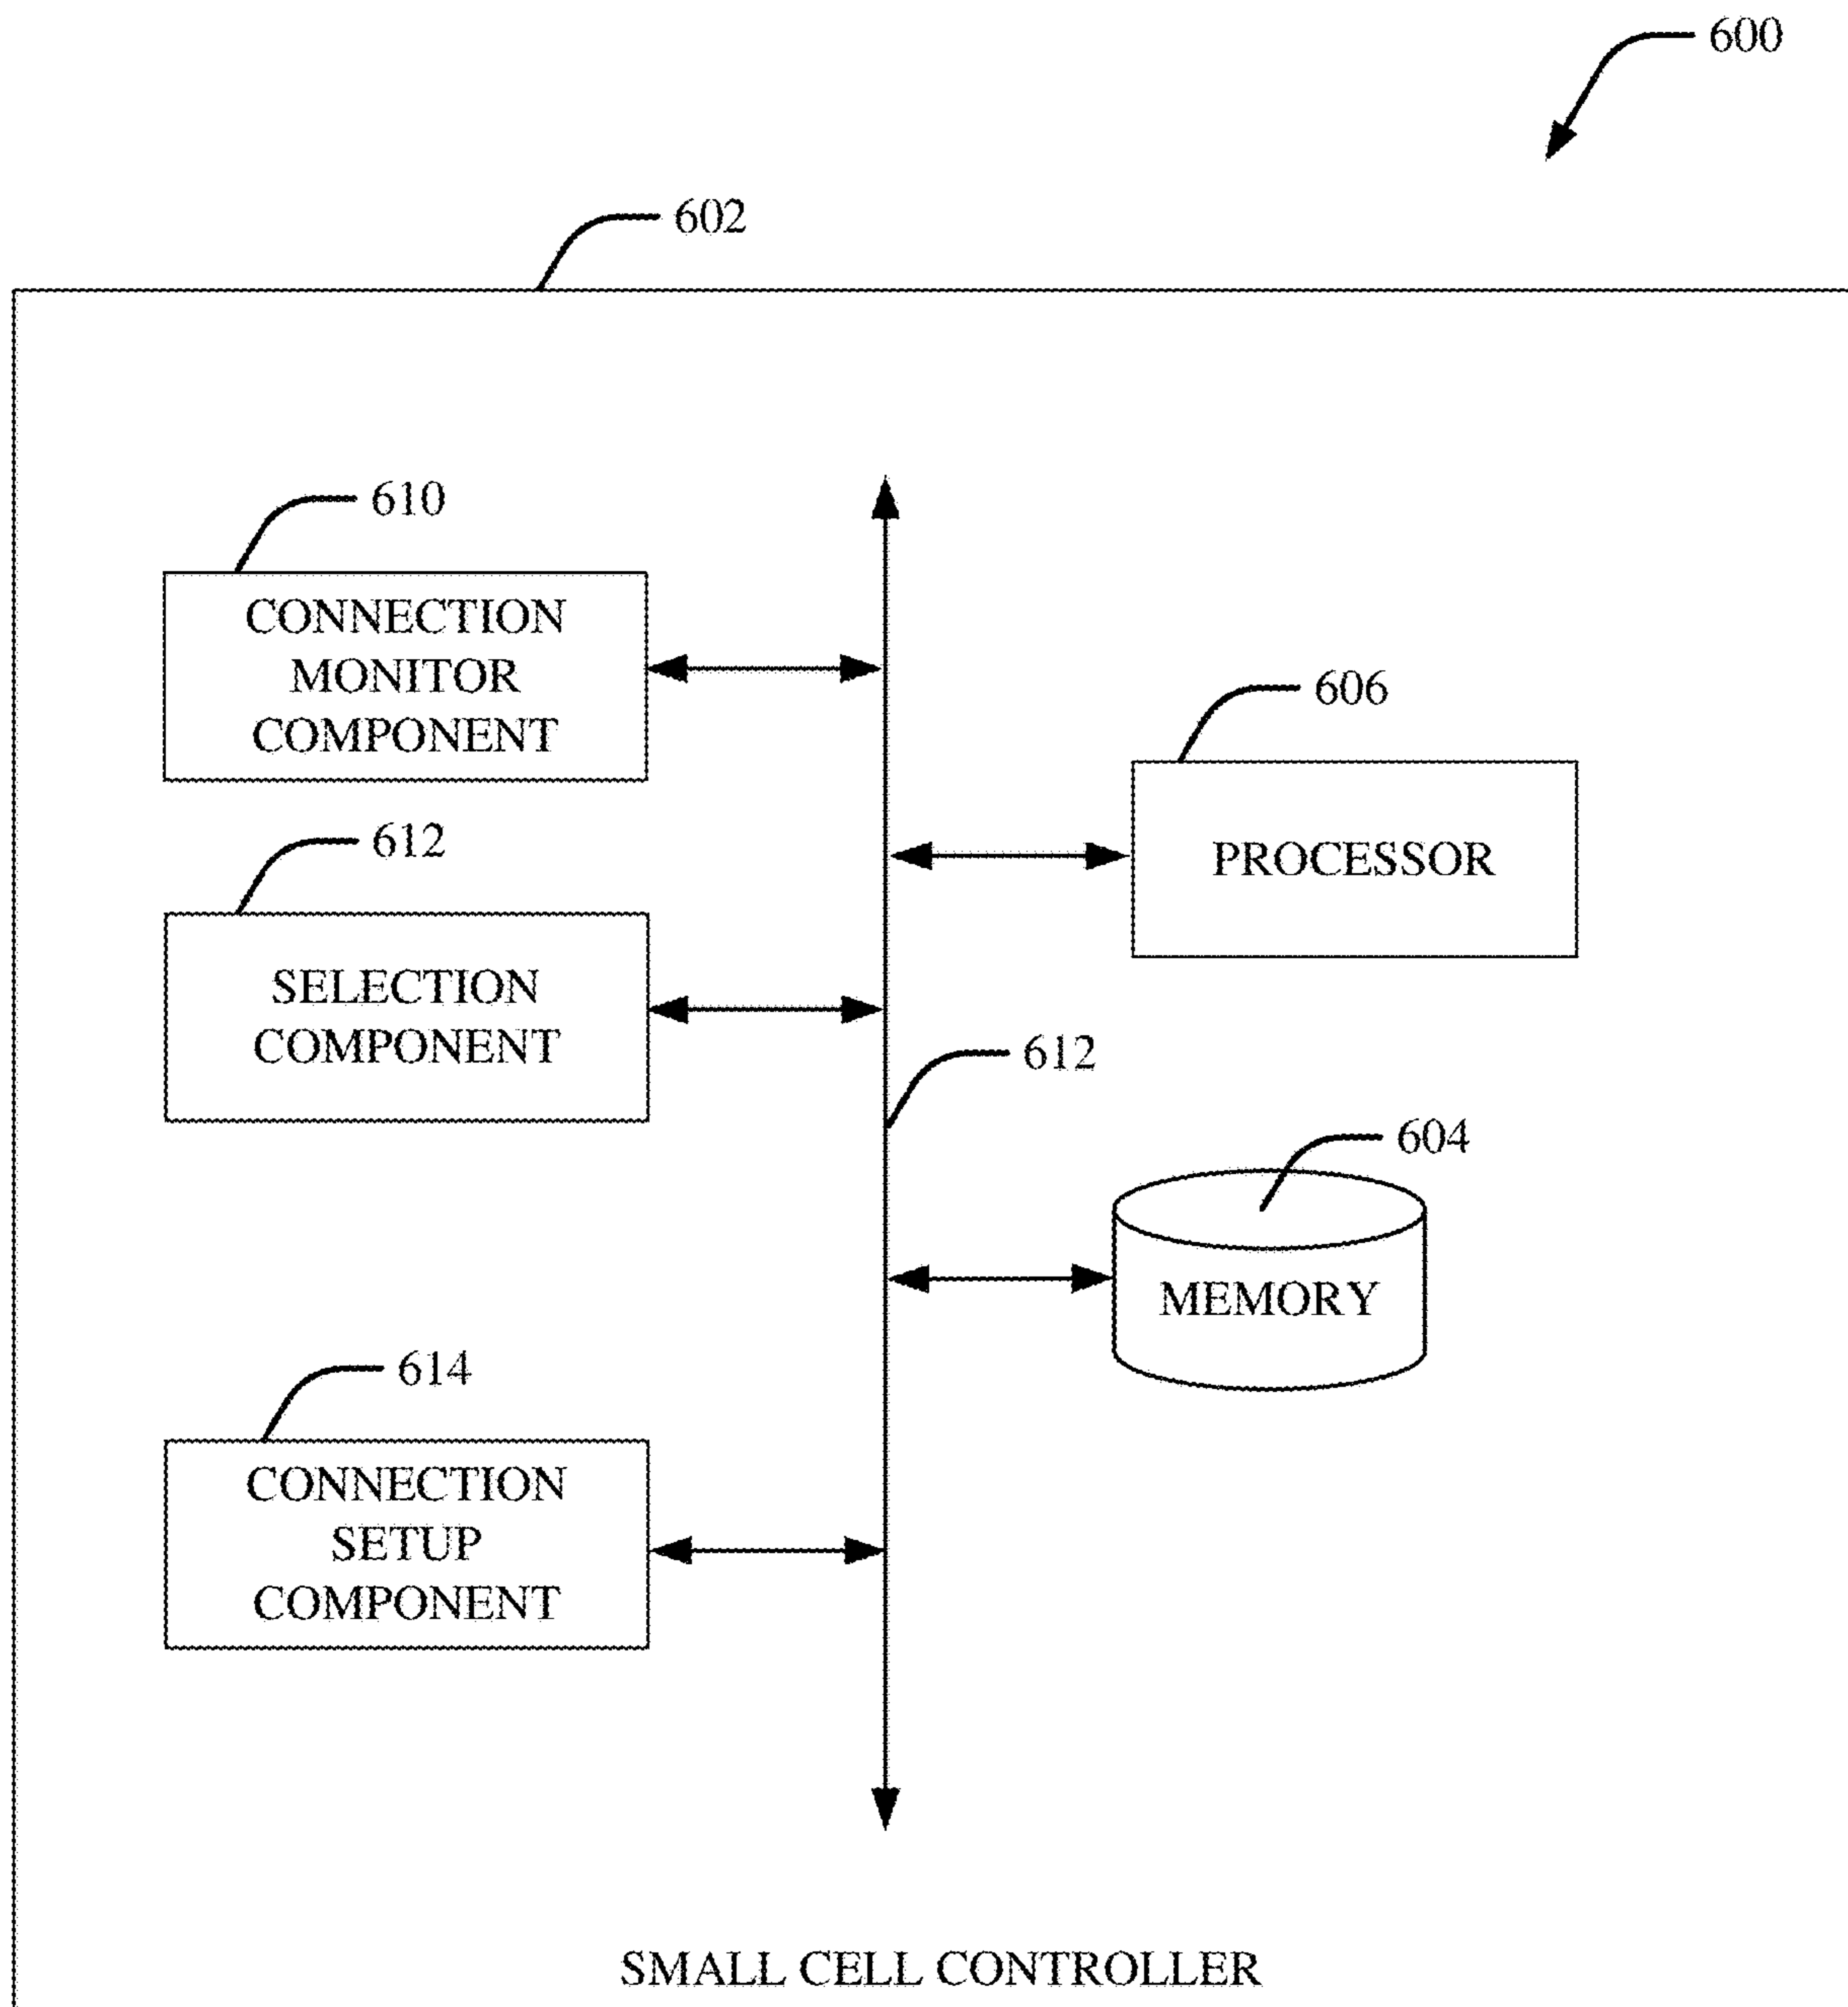 600
602
610
CONNECTION
MONITOR
COMPONENT
606
PROCESSOR
612
SELECTION
COMPONENT
612
604
MEMORY
614
CONNECTION
SETUP
COMPONENT
SMALL CELL CONTROLLER